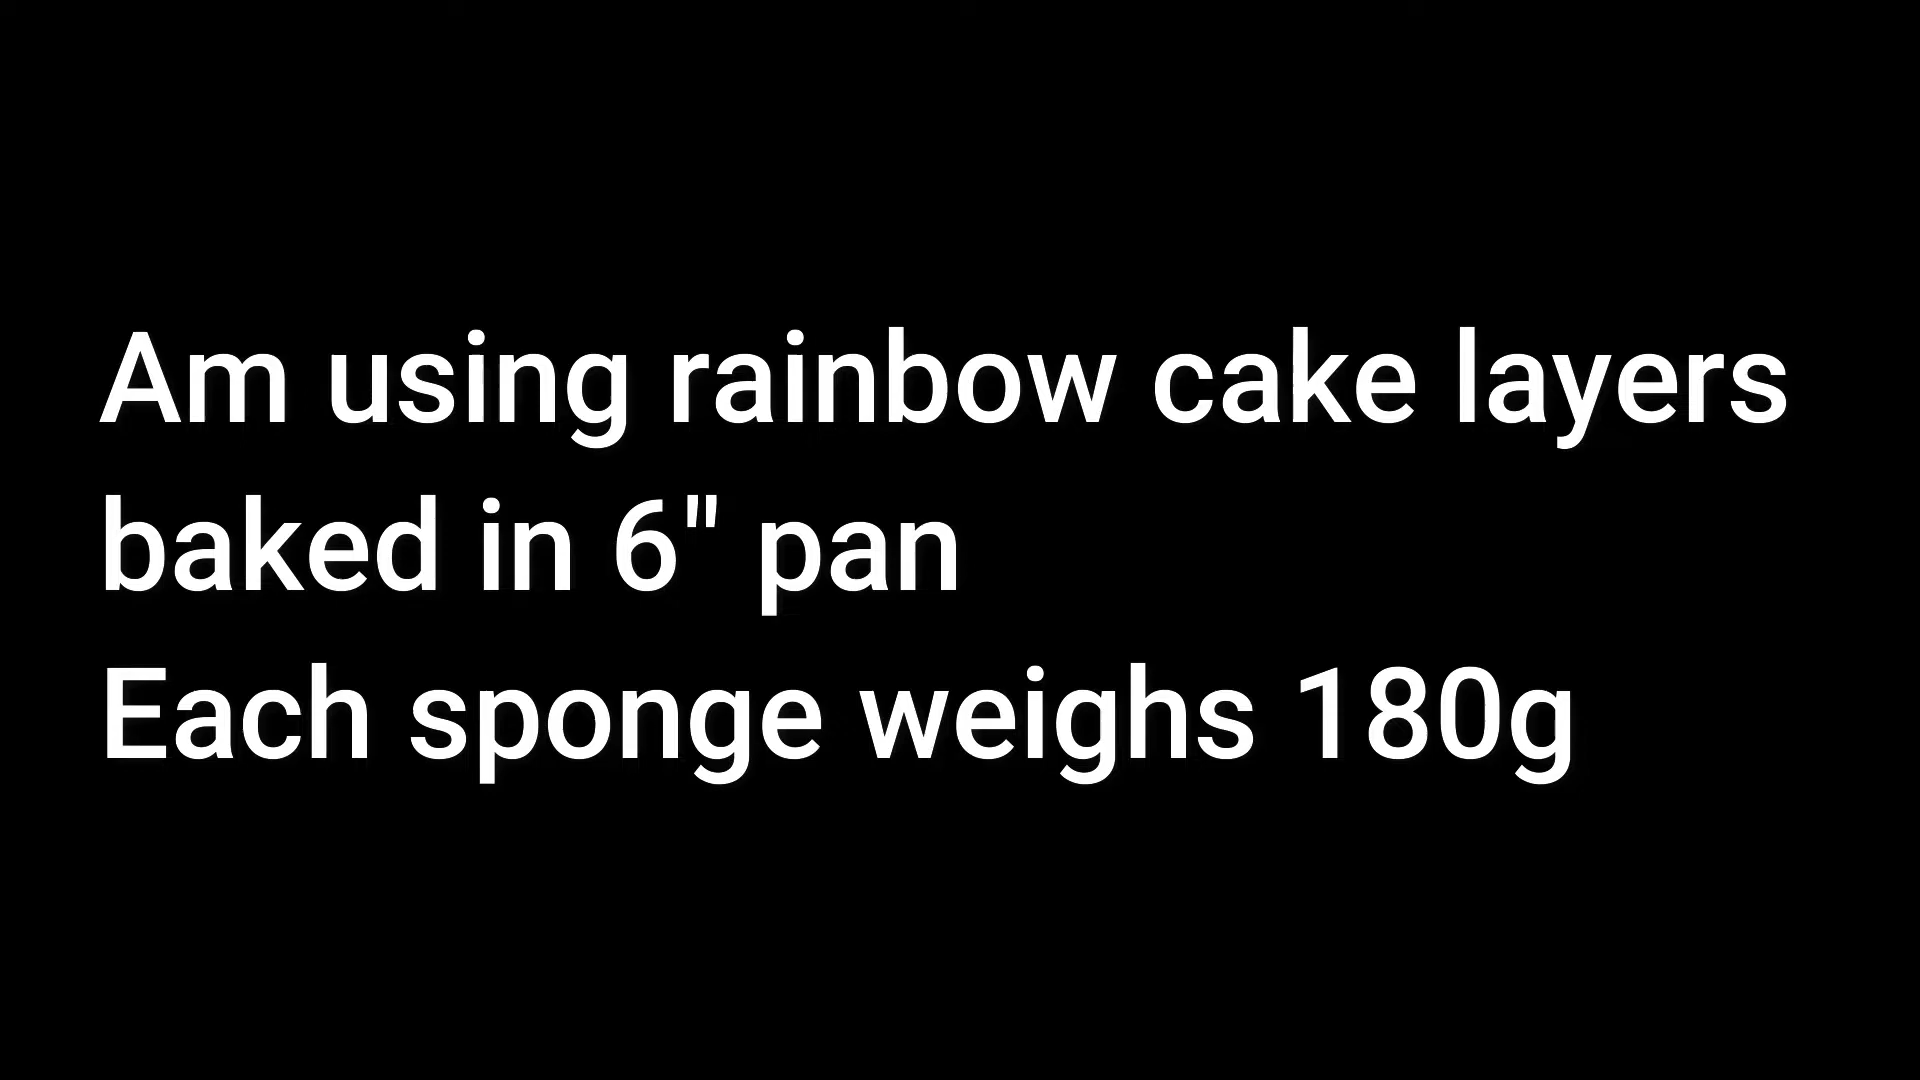 Am using rainbow cake layers
baked in 6" pan
Each sponge weighs 180g